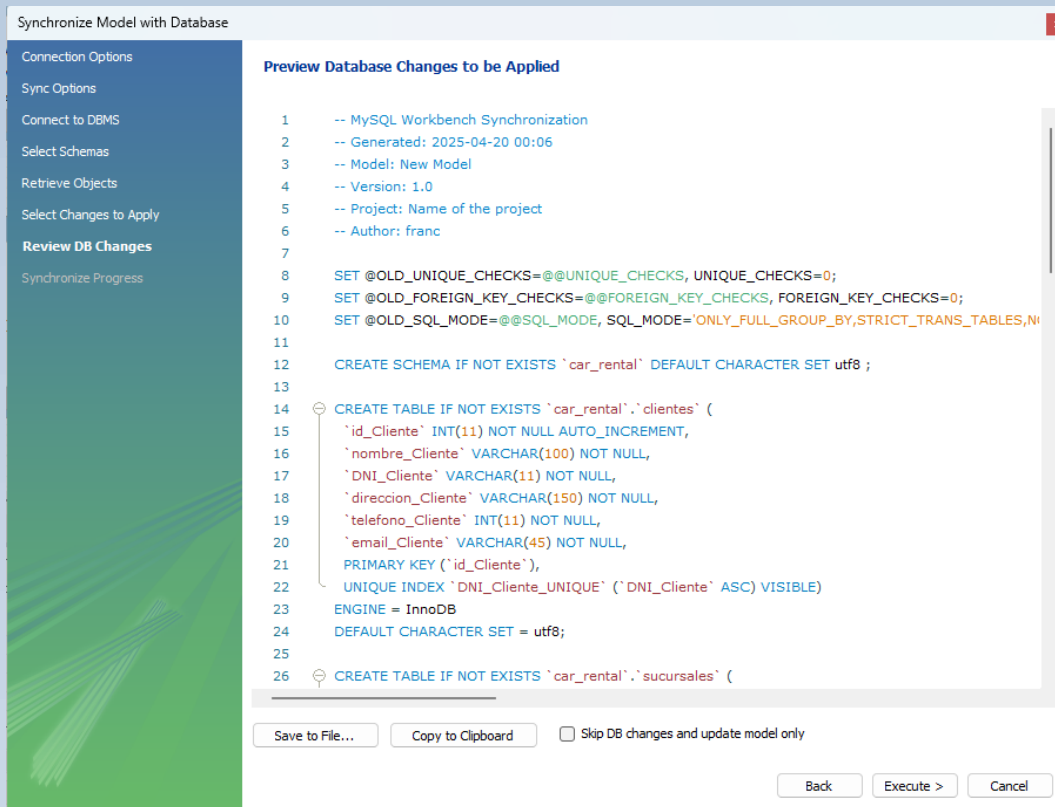 Synchronize Model with Database
Connection Options
Sync Options
Connect to DBMS
Select Schemas
Retrieve Objects
Select Changes to Apply
Review DB Changes
Synchronize Progress
Preview Database Changes to be Applied
1 -- MySQL Workbench Synchronization
2 -- Generated: 2025-04-20 00:06
3 -- Model: New Model
4 -- Version: 1.0
5 -- Project: Name of the project
6 -- Author: franc
7
8 SET @OLD_UNIQUE_CHECKS=@@UNIQUE_CHECKS, UNIQUE_CHECKS=0;
9 SET @OLD_FOREIGN_KEY_CHECKS=@@FOREIGN_KEY_CHECKS, FOREIGN_KEY_CHECKS=0;
10 SET @OLD_SQL_MODE=@@SQL_MODE, SQL_MODE='ONLY_FULL_GROUP_BY,STRICT_TRANS_TABLES,
11
12 CREATE SCHEMA IF NOT EXISTS `car_rental` DEFAULT CHARACTER SET utf8 ;
13
14 CREATE TABLE IF NOT EXISTS `car_rental`.`clientes` (
15 `id_Cliente` INT(11) NOT NULL AUTO_INCREMENT,
16 `nombre_Cliente` VARCHAR(100) NOT NULL,
17 `DNI_Cliente` VARCHAR(11) NOT NULL,
18 `direccion_Cliente` VARCHAR(150) NOT NULL,
19 `telefono_Cliente` INT(11) NOT NULL,
20 `email_Cliente` VARCHAR(45) NOT NULL,
21 PRIMARY KEY (`id_Cliente`),
22 UNIQUE INDEX `DNI_Cliente_UNIQUE` (`DNI_Cliente` ASC) VISIBLE)
23 ENGINE = InnoDB
24 DEFAULT CHARACTER SET = utf8;
25
26 CREATE TABLE IF NOT EXISTS `car_rental`.`sucursales` (
Save to File...
Copy to Clipboard
Skip DB changes and update model only
Back
Execute >
Cancel